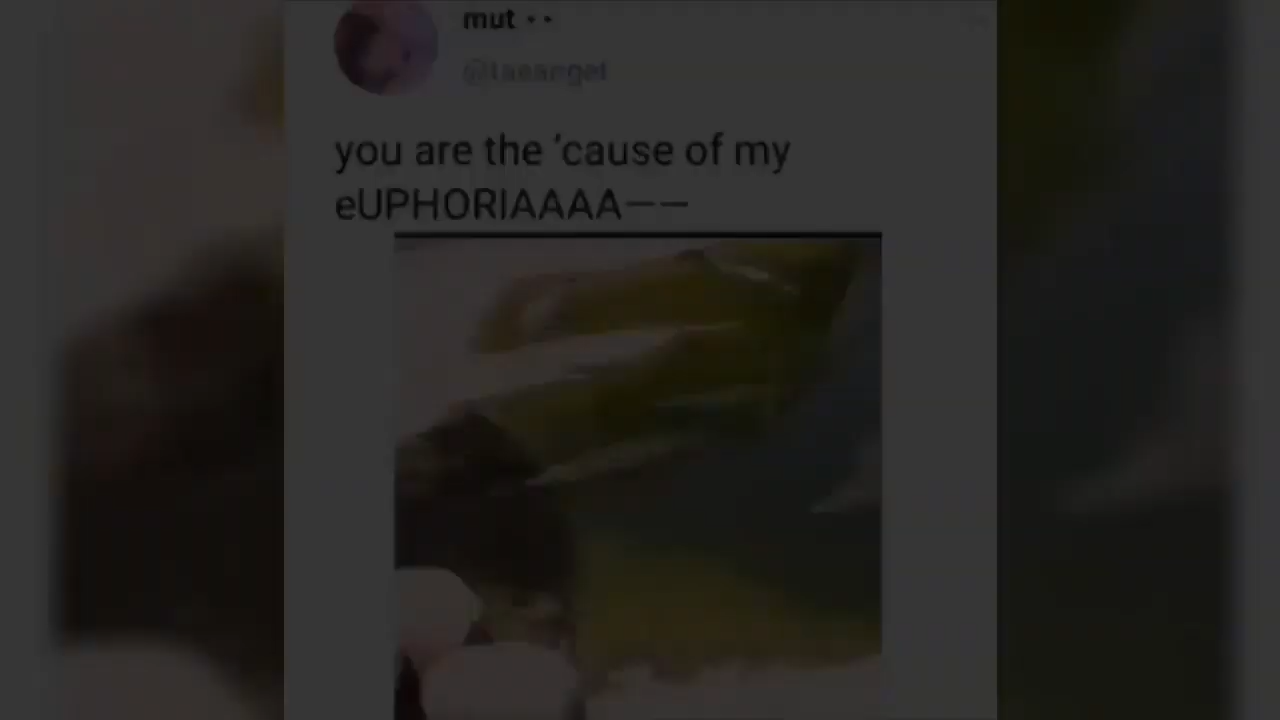 mut ••
@taeangel
you are the ‘cause of my
eUPHORIAAAA——